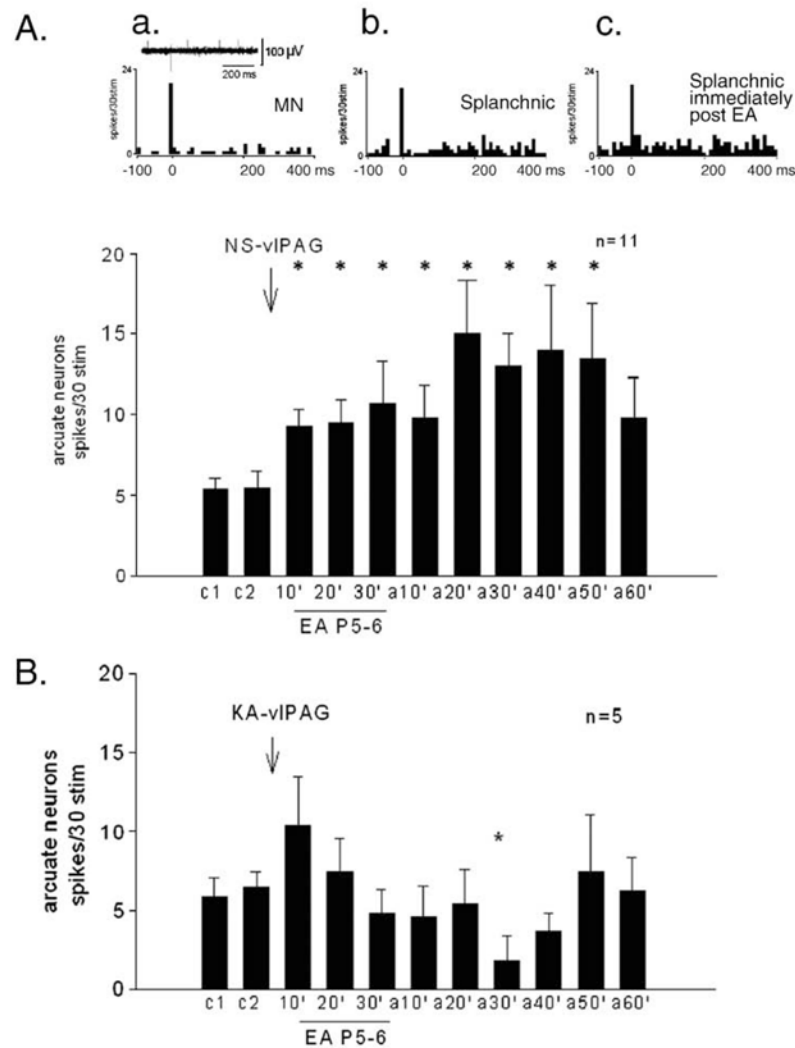 A.
a.
b.
c.
100 µV
200 ms
24
spikes/30stim
0
MN
-100 0 200 400 ms
24
spikes/30stim
0
Splanchnic
-100 0 200 400 ms
24
spikes/30stim
0
Splanchnic
immediately
post EA
-100 0 200 400 ms
20
15
10
5
0
arcuate neurons
spikes/30 stim
NS-vlPAG
n=11
* * * * * * * *
c1 c2 10' 20' 30' a10' a20' a30' a40' a50' a60'
EA P5-6
B.
20
15
10
5
0
arcuate neurons
spikes/30 stim
KA-vlPAG
n=5
*
c1 c2 10' 20' 30' a10' a20' a30' a40' a50' a60'
EA P5-6